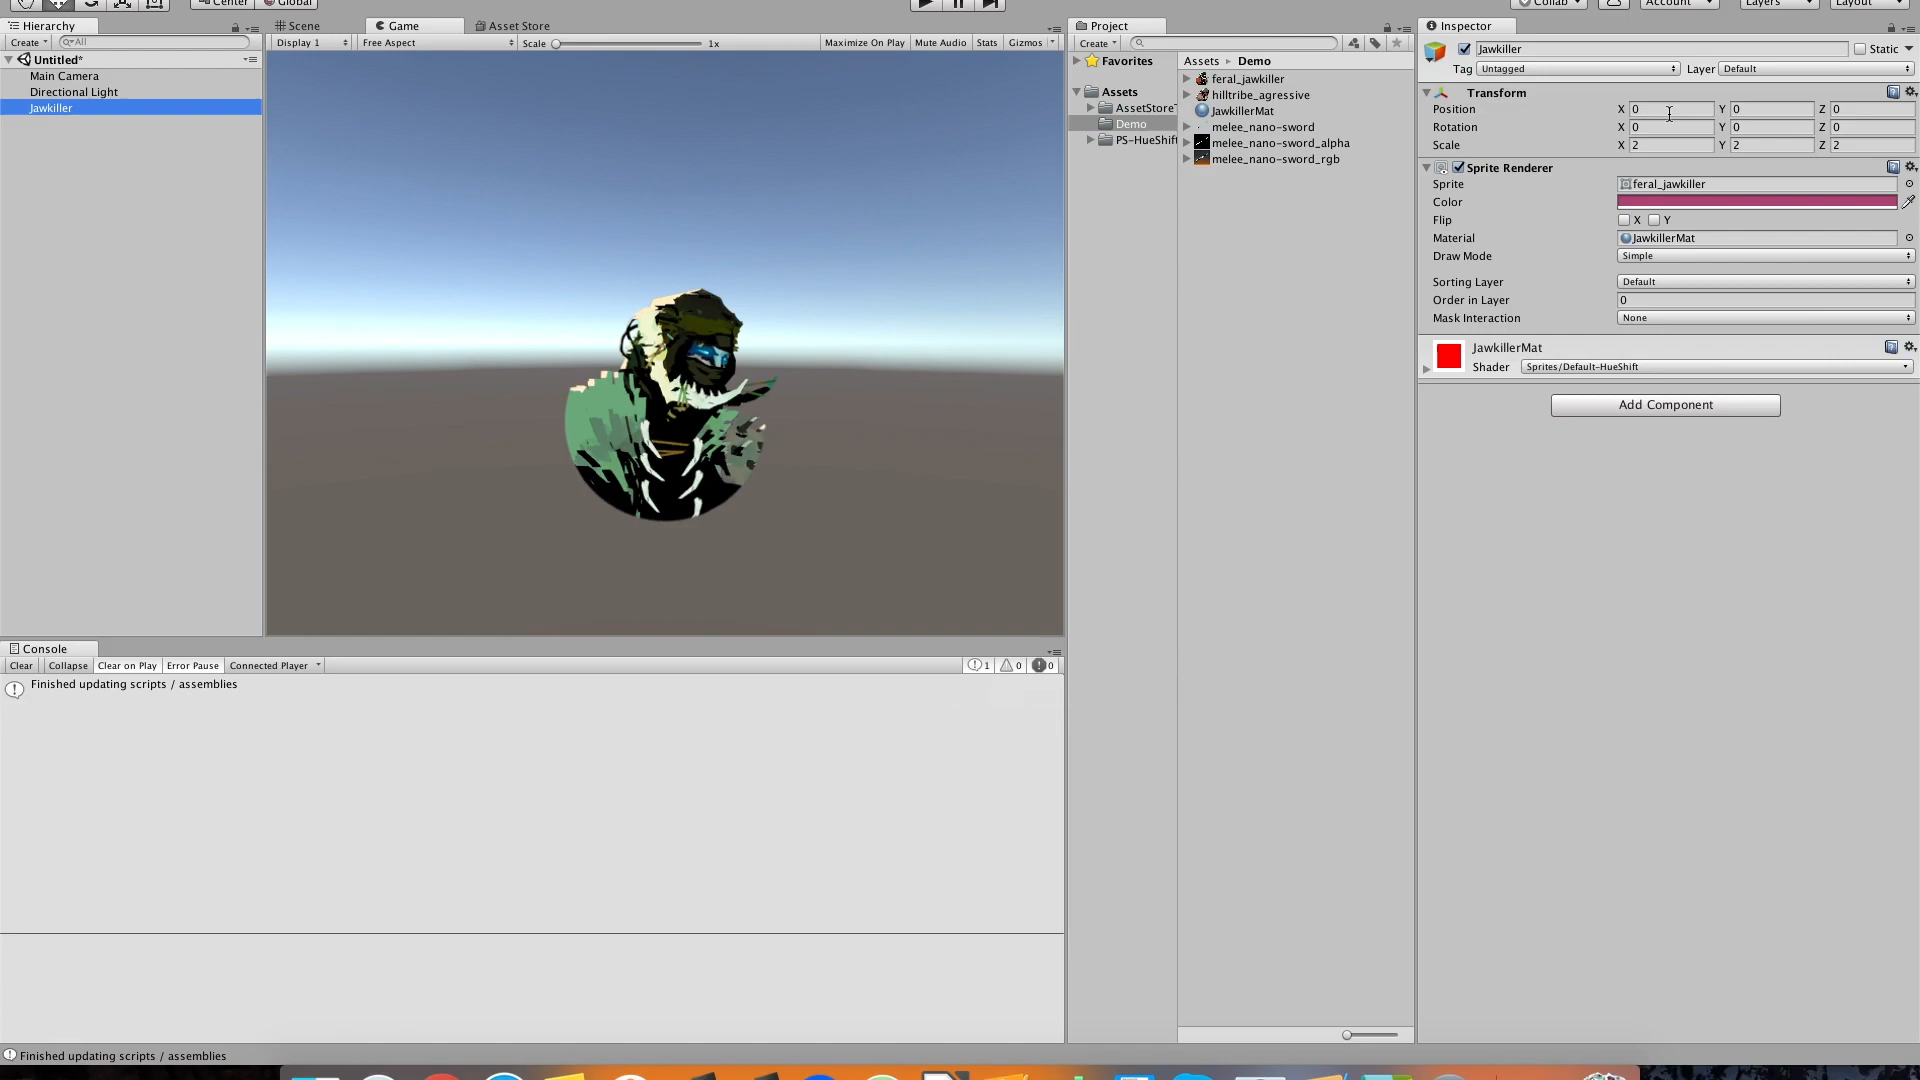 Center
Global
Collab
Account
Layers
Layout
Hierarchy
Create
All
Untitled*
Main Camera
Directional Light
Jawkiller
Scene
Game
Asset Store
Display 1
Free Aspect
Scale
1x
Maximize On Play
Mute Audio
Stats
Gizmos
Console
Clear
Collapse
Clear on Play
Error Pause
Connected Player
1
0
0
Finished updating scripts / assemblies
Finished updating scripts / assemblies
Project
Create
Favorites
Assets
AssetStoreT
Demo
PS-HueShift
Assets
Demo
feral_jawkiller
hilltribe_agressive
JawkillerMat
melee_nano-sword
melee_nano-sword_alpha
melee_nano-sword_rgb
Inspector
Jawkiller
Static
Tag Untagged
Layer Default
Transform
Position X 0 Y 0 Z 0
Rotation X 0 Y 0 Z 0
Scale X 2 Y 2 Z 2
Sprite Renderer
Sprite feral_jawkiller
Color
Flip X Y
Material JawkillerMat
Draw Mode Simple
Sorting Layer Default
Order in Layer 0
Mask Interaction None
JawkillerMat
Shader Sprites/Default-HueShift
Add Component